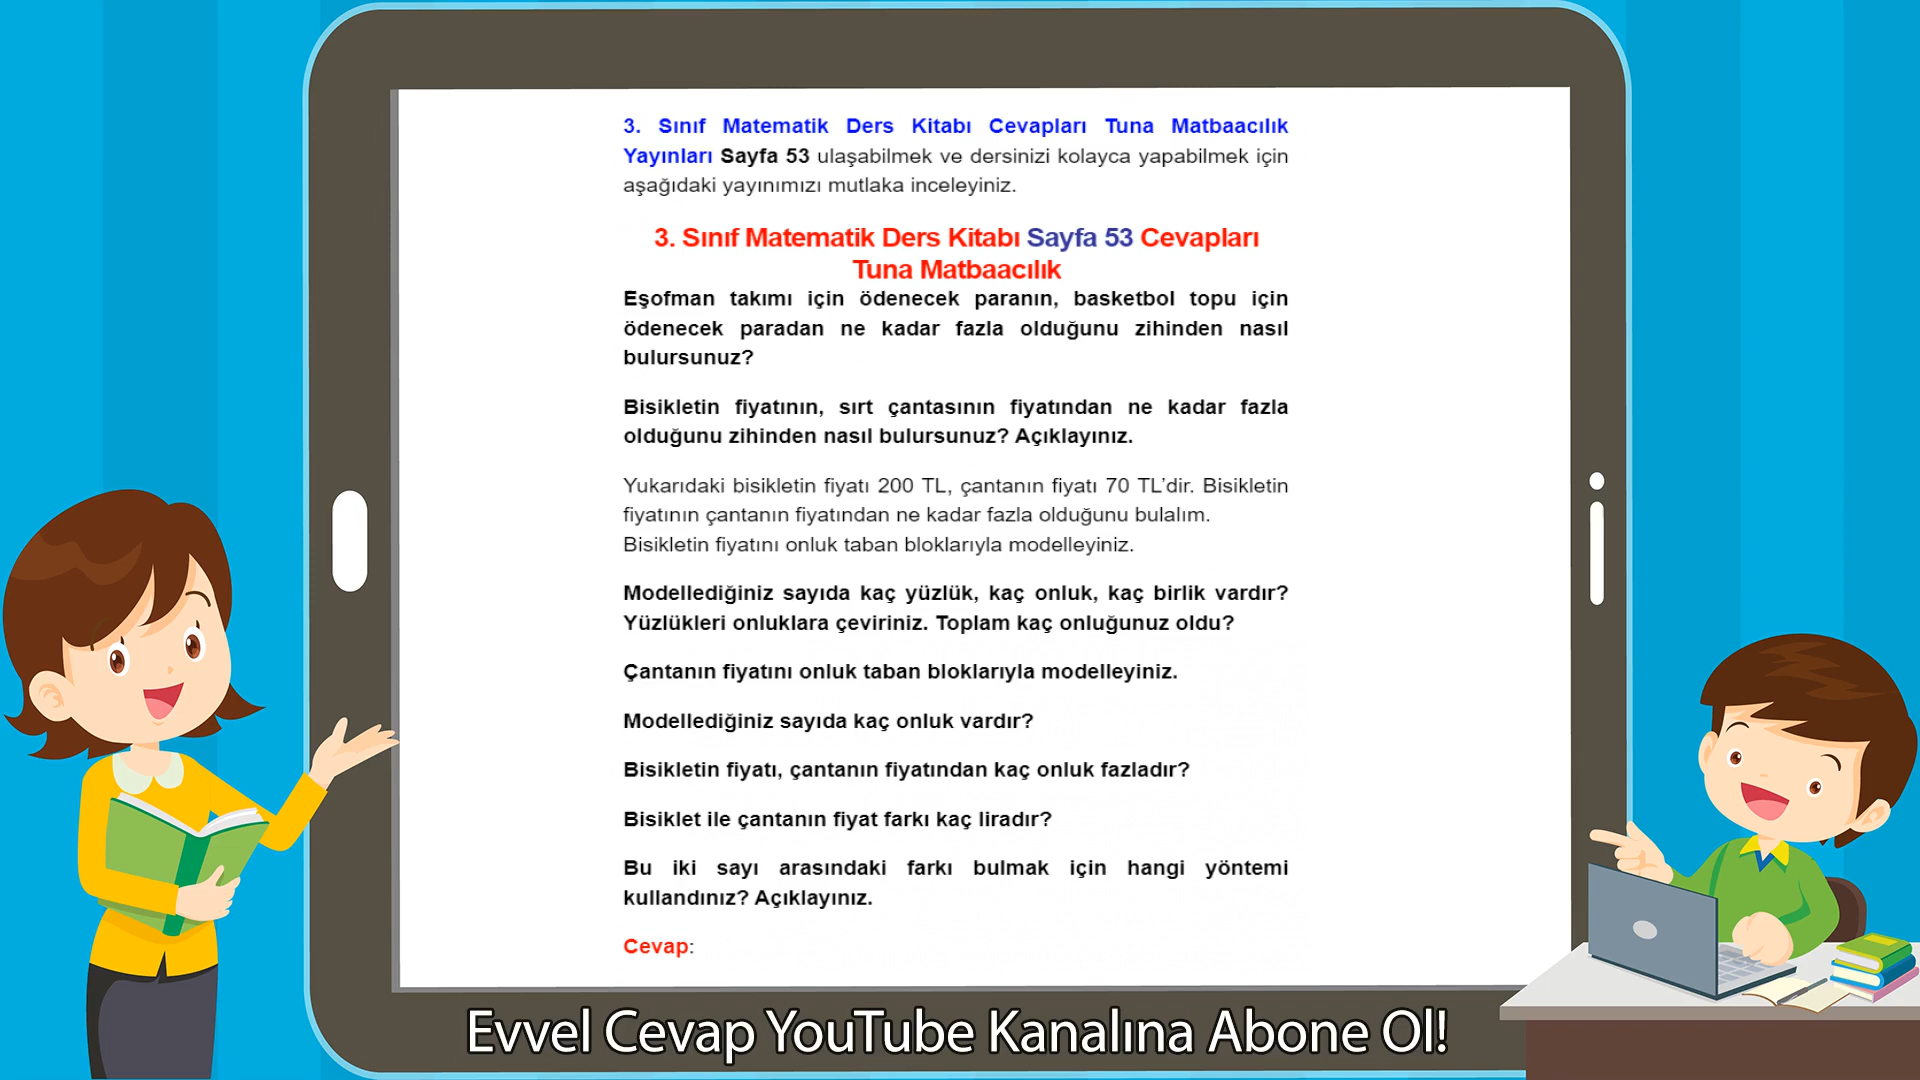 3. Sınıf Matematik Ders Kitabı Cevapları Tuna Matbaacılık
Yayınları Sayfa 53 ulaşabilmek ve dersinizi kolayca yapabilmek için
aşağıdaki yayınımızı mutlaka inceleyiniz.
3. Sınıf Matematik Ders Kitabı Sayfa 53 Cevapları
Tuna Matbaacılık
Eşofman takımı için ödenecek paranın, basketbol topu için
ödenecek paradan ne kadar fazla olduğunu zihinden nasıl
bulursunuz?
Bisikletin fiyatının, sırt çantasının fiyatından ne kadar fazla
olduğunu zihinden nasıl bulursunuz? Açıklayınız.
Yukarıdaki bisikletin fiyatı 200 TL, çantanın fiyatı 70 TL’dir. Bisikletin
fiyatının çantanın fiyatından ne kadar fazla olduğunu bulalım.
Bisikletin fiyatını onluk taban bloklarıyla modelleyiniz.
Modellediğiniz sayıda kaç yüzlük, kaç onluk, kaç birlik vardır?
Yüzlükleri onluklara çeviriniz. Toplam kaç onluğunuz oldu?
Çantanın fiyatını onluk taban bloklarıyla modelleyiniz.
Modellediğiniz sayıda kaç onluk vardır?
Bisikletin fiyatı, çantanın fiyatından kaç onluk fazladır?
Bisiklet ile çantanın fiyat farkı kaç liradır?
Bu iki sayı arasındaki farkı bulmak için hangi yöntemi
kullandınız? Açıklayınız.
Cevap:
Evvel Cevap YouTube Kanalına Abone Ol!